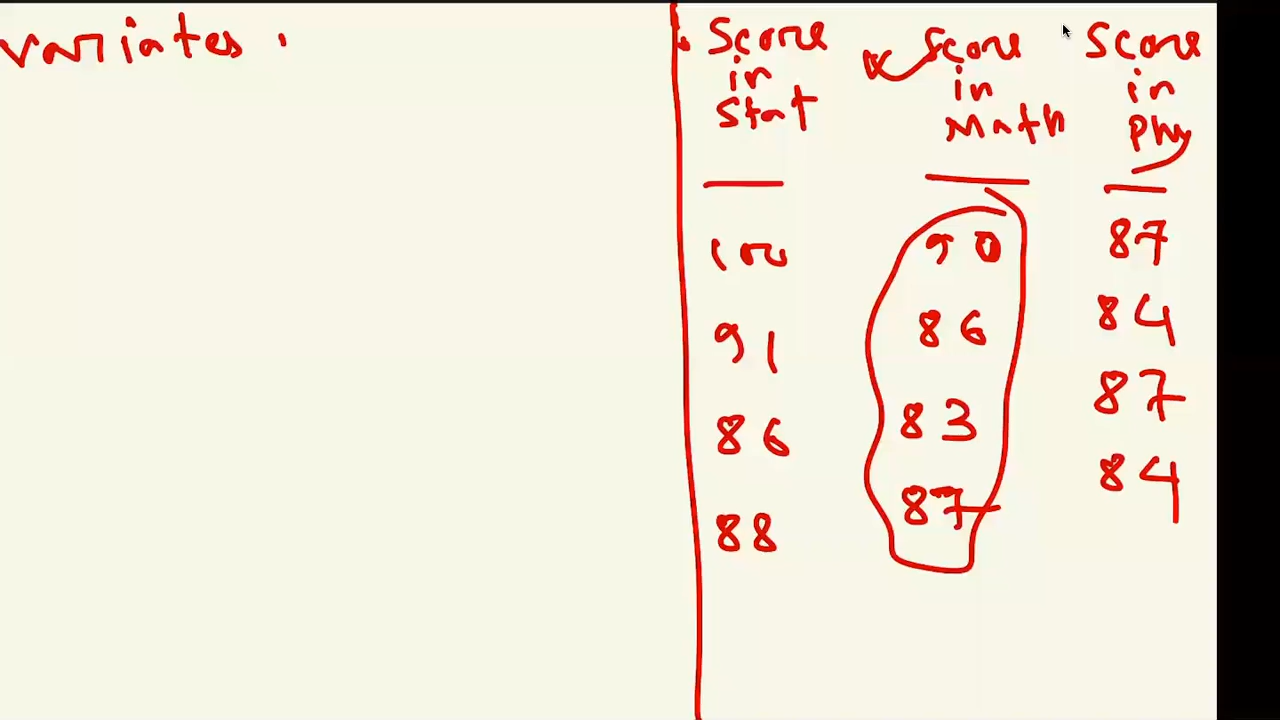 variates.
Score in Stat
Score in Math
Score in Phy
100 90 87
91 86 84
86 83 87
88 87 84